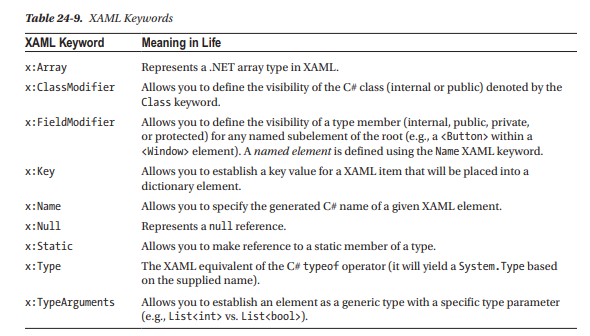 Table 24-9. XAML Keywords
XAML Keyword Meaning in Life
x:Array Represents a .NET array type in XAML.
x:ClassModifier Allows you to define the visibility of the C# class (internal or public) denoted by the
Class keyword.
x:FieldModifier Allows you to define the visibility of a type member (internal, public, private,
or protected) for any named subelement of the root (e.g., a <Button> within a
<Window> element). A named element is defined using the Name XAML keyword.
x:Key Allows you to establish a key value for a XAML item that will be placed into a
dictionary element.
x:Name Allows you to specify the generated C# name of a given XAML element.
x:Null Represents a null reference.
x:Static Allows you to make reference to a static member of a type.
x:Type The XAML equivalent of the C# typeof operator (it will yield a System.Type based
on the supplied name).
x:TypeArguments Allows you to establish an element as a generic type with a specific type parameter
(e.g., List<int> vs. List<bool>).